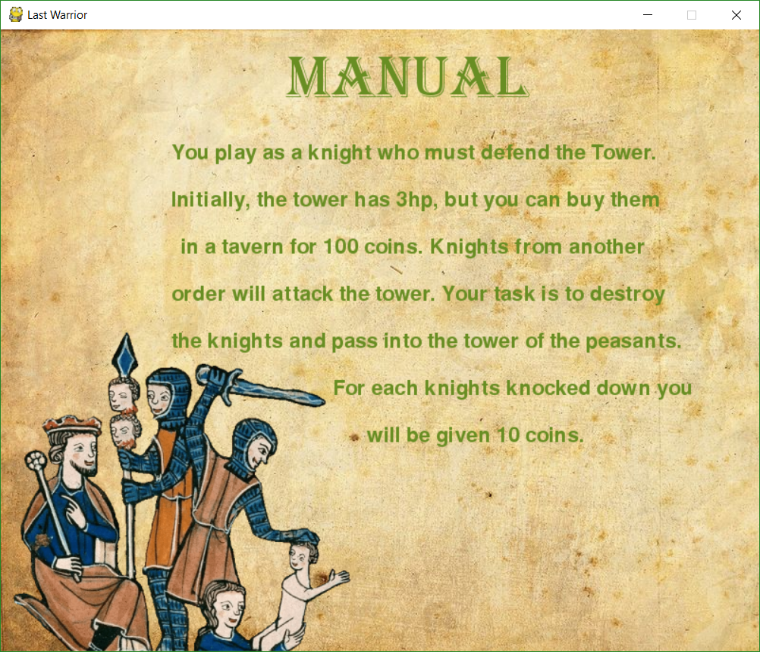 Last Warrior
MANUAL
You play as a knight who must defend the Tower.
Initially, the tower has 3hp, but you can buy them
in a tavern for 100 coins. Knights from another
order will attack the tower. Your task is to destroy
the knights and pass into the tower of the peasants.
For each knights knocked down you
will be given 10 coins.